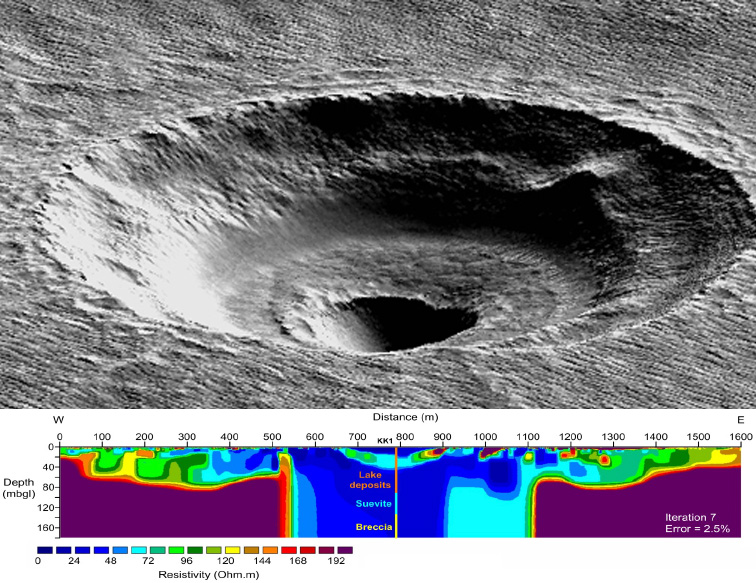 W Distance (m) E
0 100 200 300 400 500 600 700 KK1 800 900 1000 1100 1200 1300 1400 1500 1600
Depth
(mbgl)
0
40
80
120
160
Lake
deposits
Suevite
Breccia
Iteration 7
Error = 2.5%
0 24 48 72 96 120 144 168 192
Resistivity (Ohm.m)